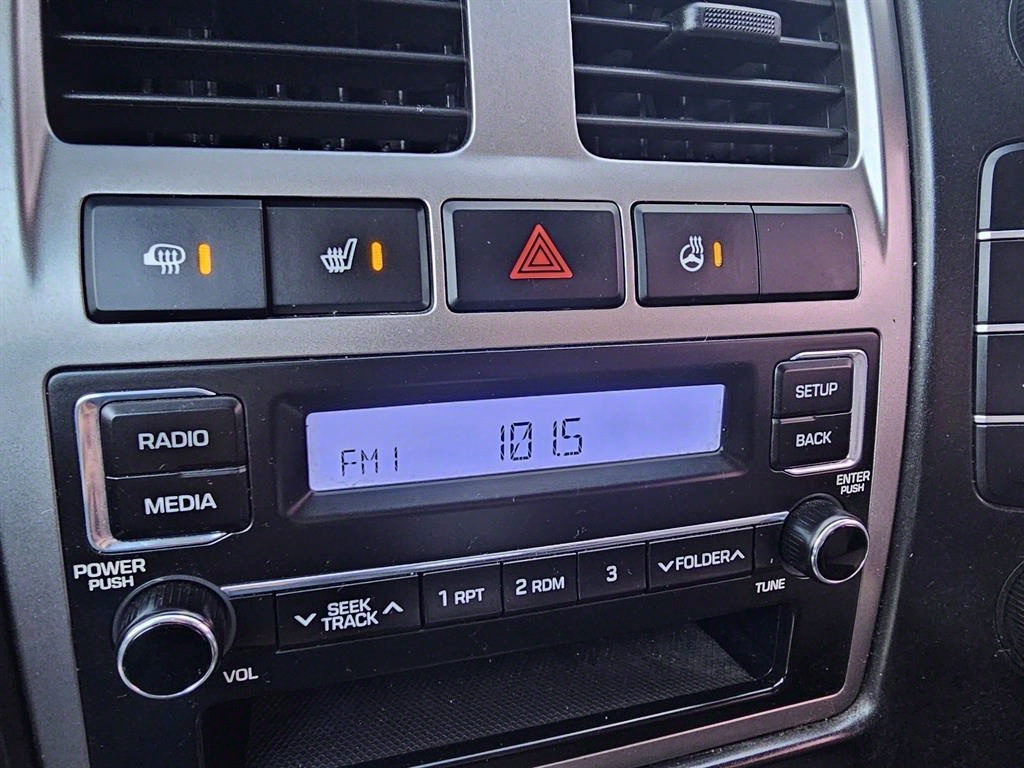 RADIO
MEDIA
FM1
101.5
SETUP
BACK
ENTER
PUSH
POWER
PUSH
SEEK
TRACK
1 RPT
2 RDM
3
FOLDER
TUNE
VOL